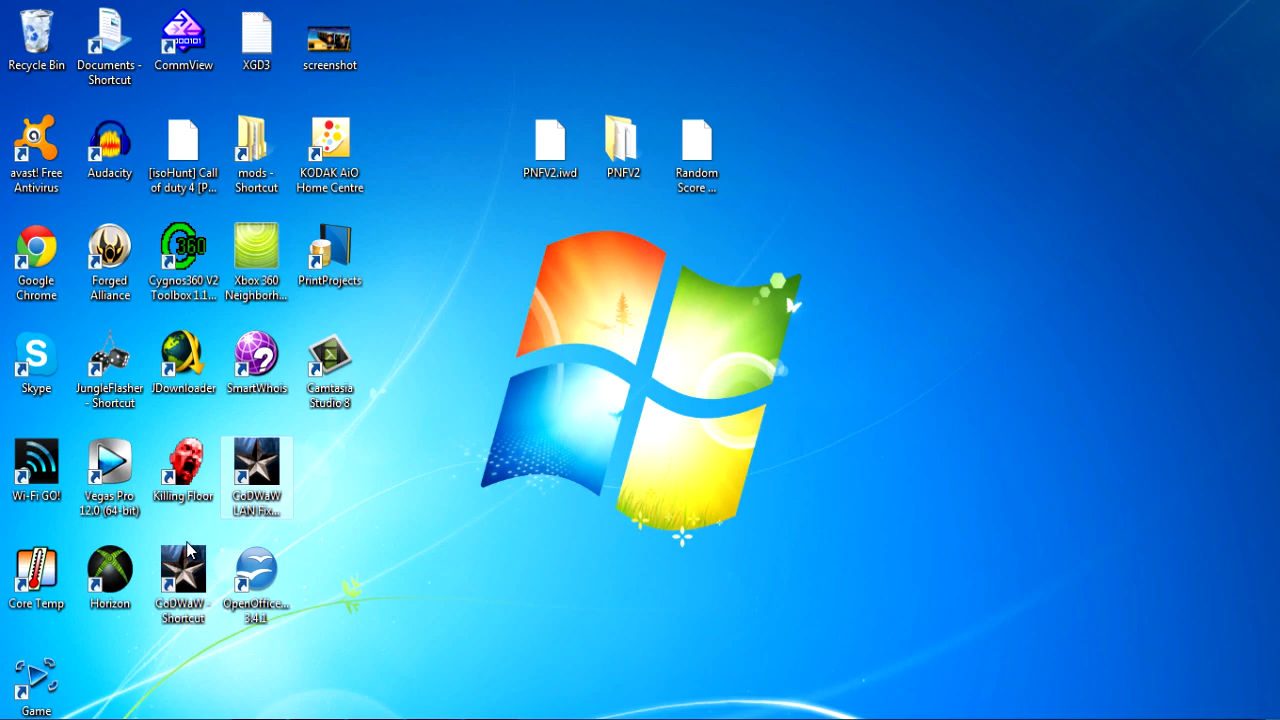 Recycle Bin
Documents -
Shortcut
CommView
XGD3
screenshot
avast! Free
Antivirus
Audacity
[isoHunt] Call
of duty 4 [P...
mods -
Shortcut
KODAK AiO
Home Centre
PNFV2.iwd
PNFV2
Random
Score ...
Google
Chrome
Forged
Alliance
360
Cygnos360 V2
Toolbox 1.1...
Xbox 360
Neighborh...
PrintProjects
S
Skype
JungleFlasher
- Shortcut
JDownloader
?
SmartWhois
Camtasia
Studio 8
Wi-Fi GO!
Vegas Pro
12.0 (64-bit)
Killing Floor
CoDWaW
LAN Fix...
Core Temp
Horizon
CoDWaW -
Shortcut
OpenOffice...
3.4.1
Game